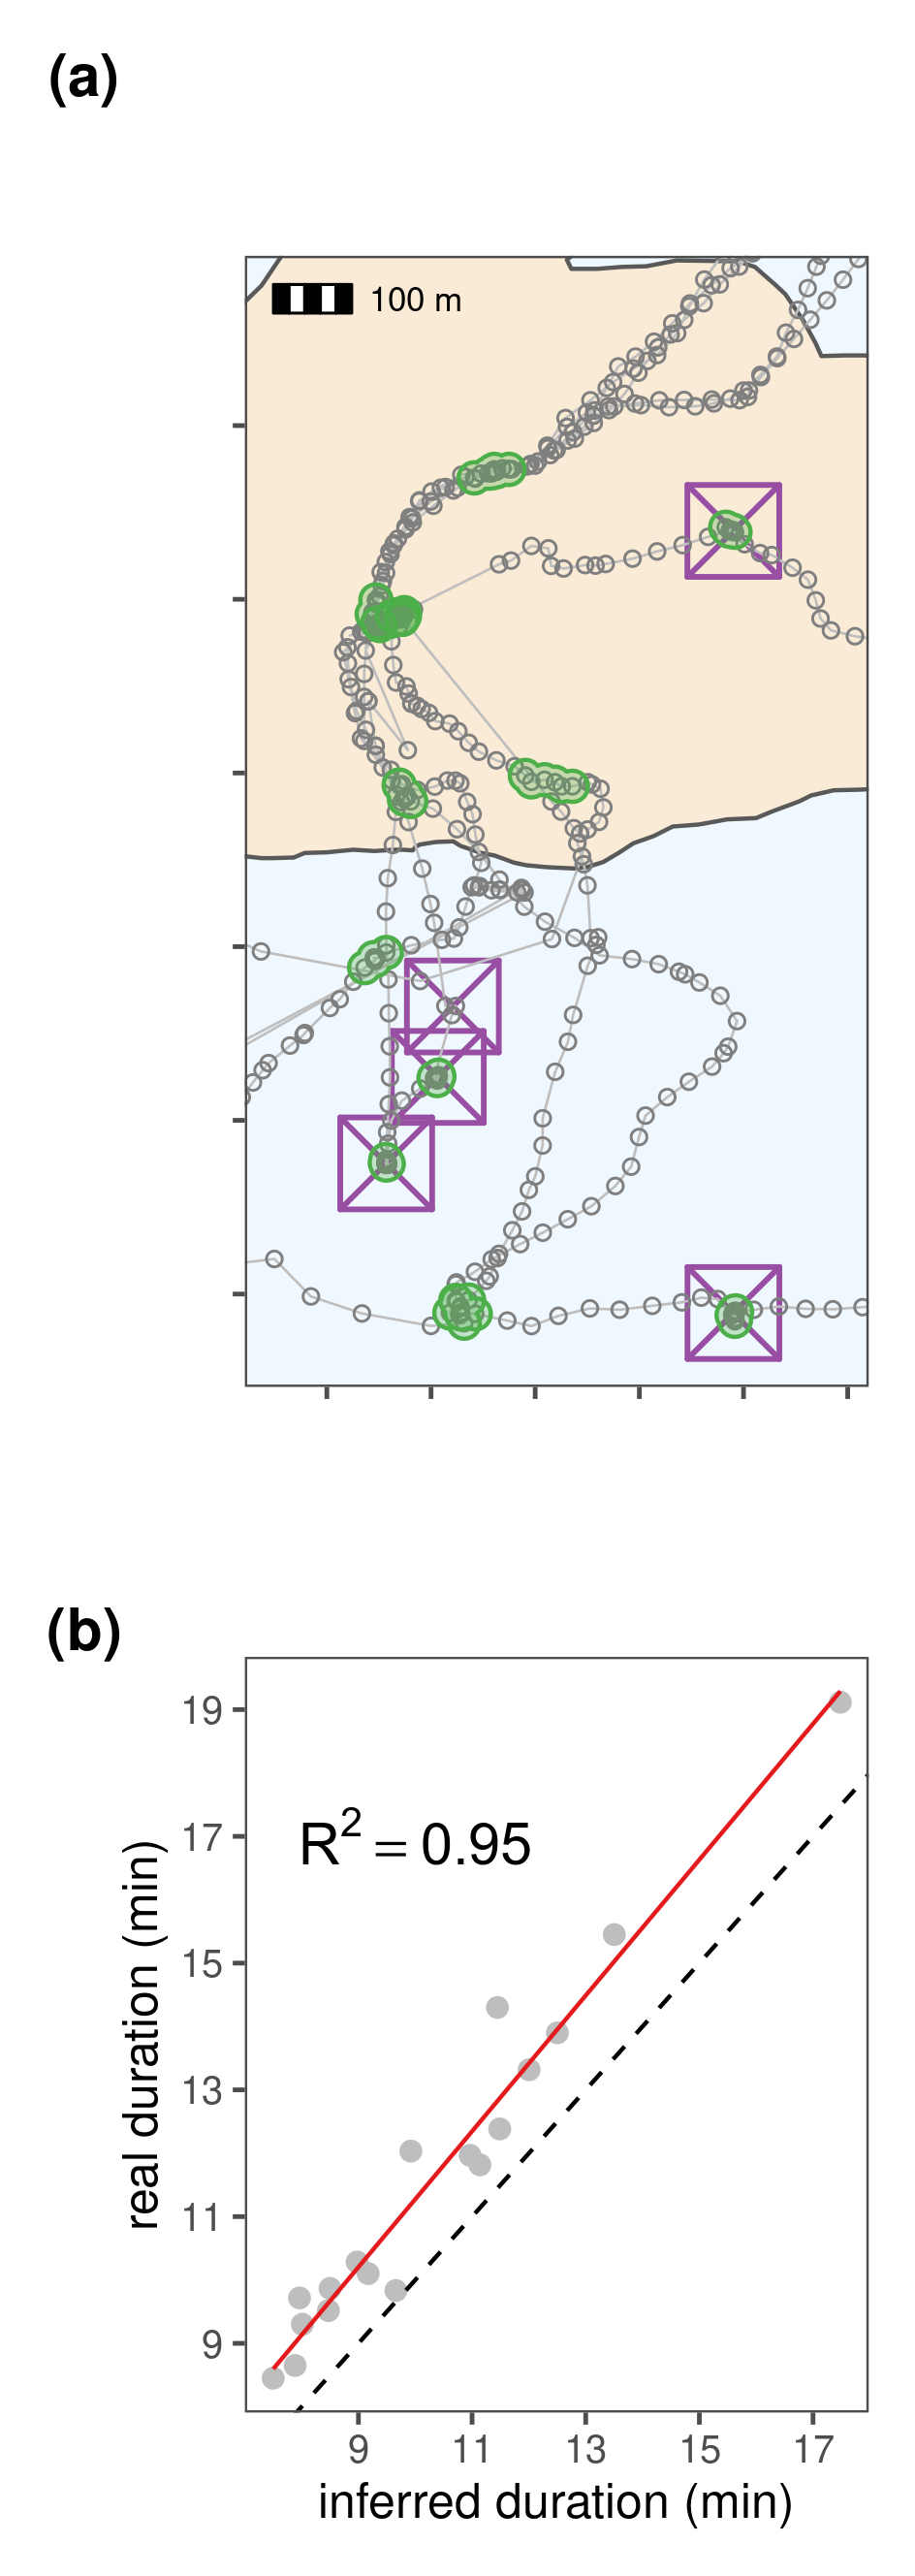 (a)
100 m
(b)
19
17
R² = 0.95
15
13
11
9
real duration (min)
9 11 13 15 17
inferred duration (min)